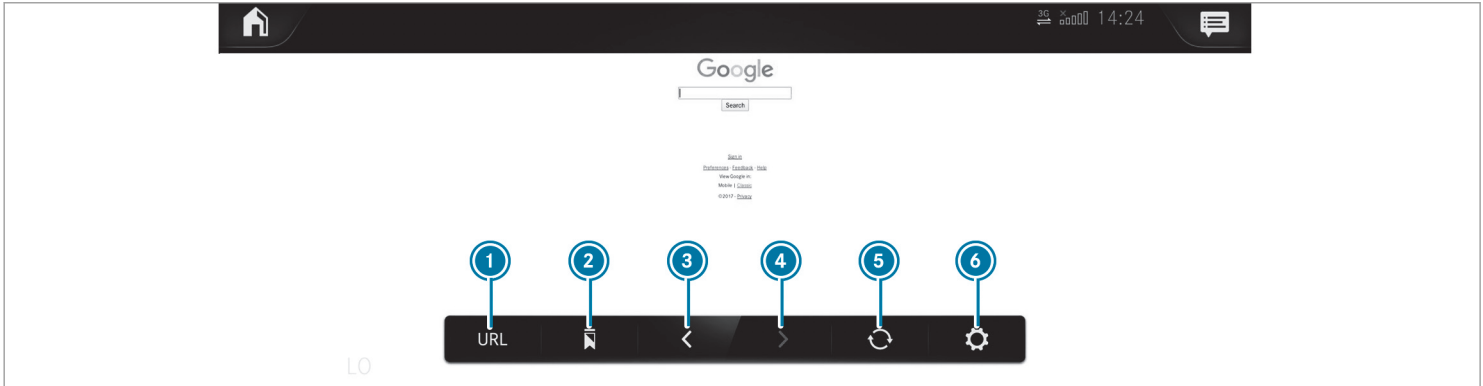 3G 14:24
Google
Search
Sign in
Preferences - Feedback - Help
View Google in:
Mobile | Classic
©2017 - Privacy
1 2 3 4 5 6
URL
LO